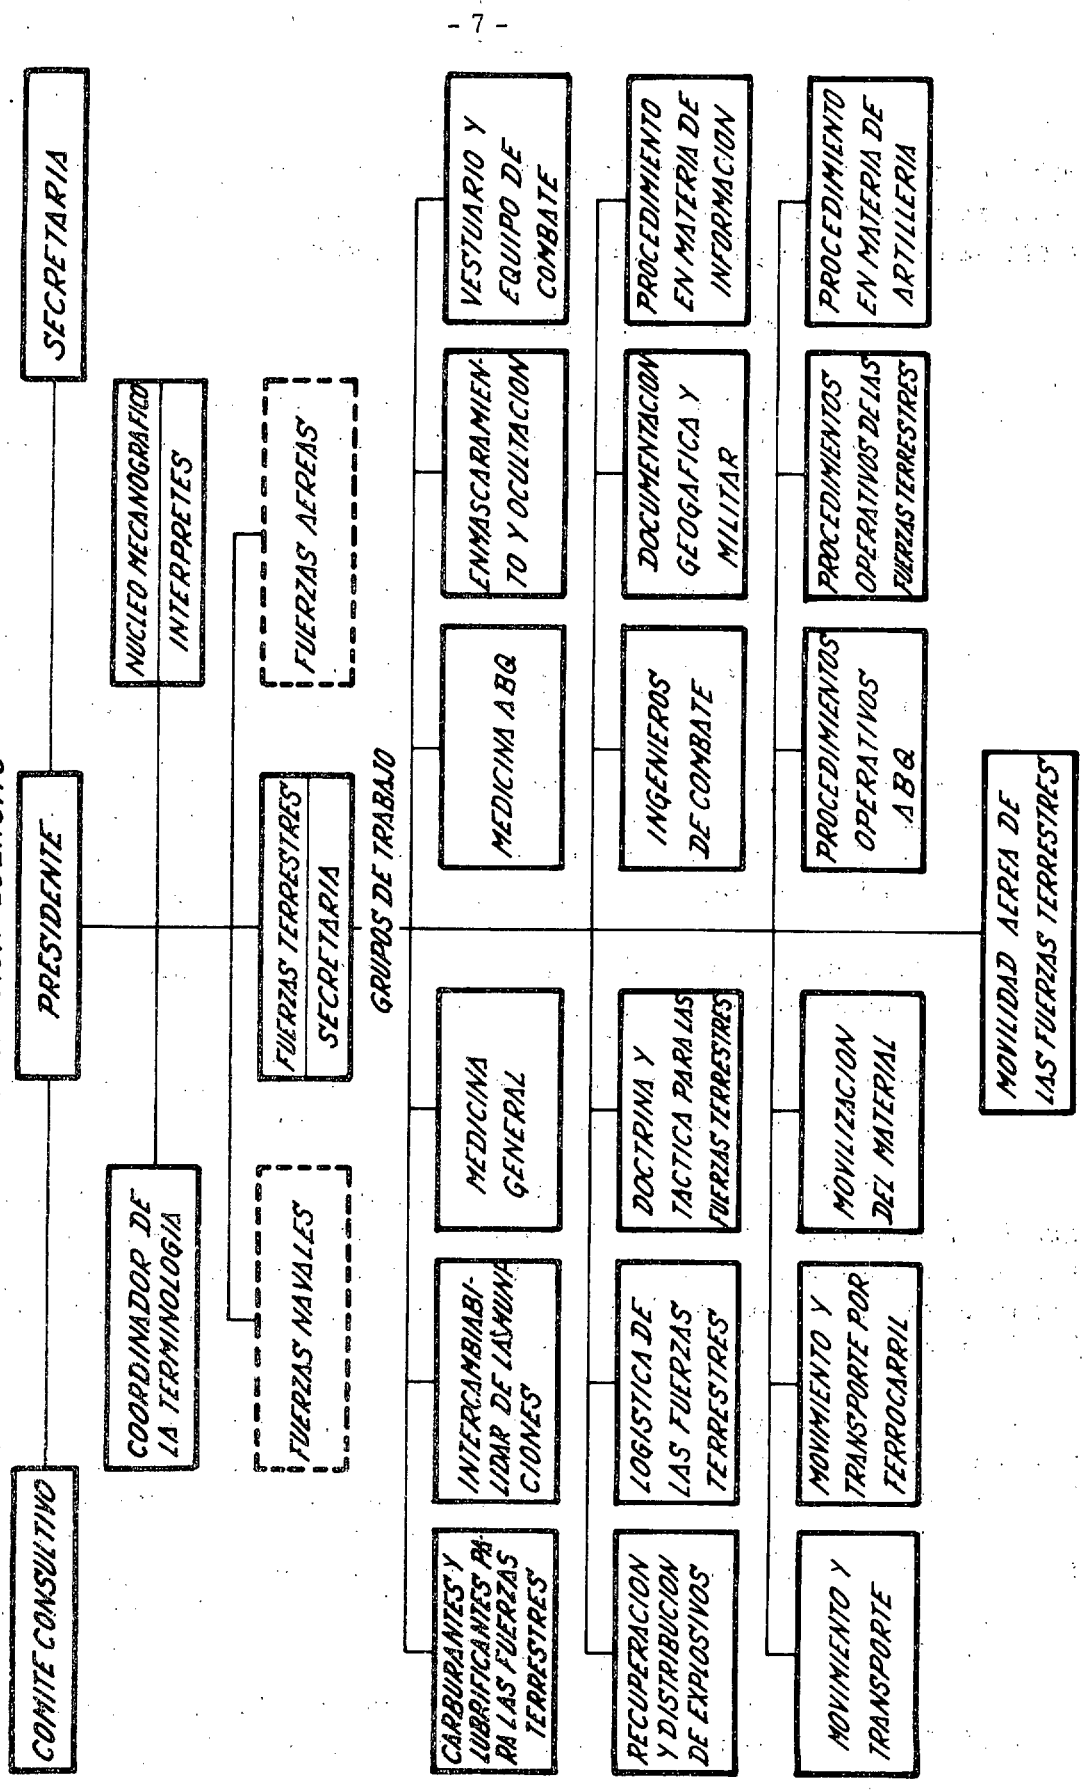 - 7 -
COMITE CONSULTIVO
PRESIDENTE
SECRETARIA
COORDINADOR DE
LA TERMINOLOGIA
NUCLEO MECANOGRAFICO
INTERPRETES
FUERZAS NAVALES
FUERZAS TERRESTRES
SECRETARIA
FUERZAS AEREAS
GRUPOS DE TRABAJO
CARBURANTES Y
LUBRIFICANTES PA-
RA LAS FUERZAS
TERRESTRES
INTERCAMBIABI-
LIDAR DE LAS MUNI-
CIONES
MEDICINA
GENERAL
MEDICINA ABQ
ENMASCARAMIEN-
TO Y OCULTACION
VESTUARIO Y
EQUIPO DE
COMBATE
RECUPERACION
Y DISTRIBUCION
DE EXPLOSIVOS
LOGISTICA DE
LAS FUERZAS
TERRESTRES
DOCTRINA Y
TACTICA PARA LAS
FUERZAS TERRESTRES
INGENIEROS
DE COMBATE
DOCUMENTACION
GEOGAFICA Y
MILITAR
PROCEDIMIENTO
EN MATERIA DE
INFORMACION
MOVIMIENTO Y
TRANSPORTE
MOVIMIENTO Y
TRANSPORTE POR
FERROCARRIL
MOVILIZACION
DEL MATERIAL
PROCEDIMIENTOS
OPERATIVOS
ABQ
PROCEDIMIENTOS
OPERATIVOS DE LAS
FUERZAS TERRESTRES
PROCEDIMIENTO
EN MATERIA DE
ARTILLERIA
MOVILIDAD AEREA DE
LAS FUERZAS TERRESTRES